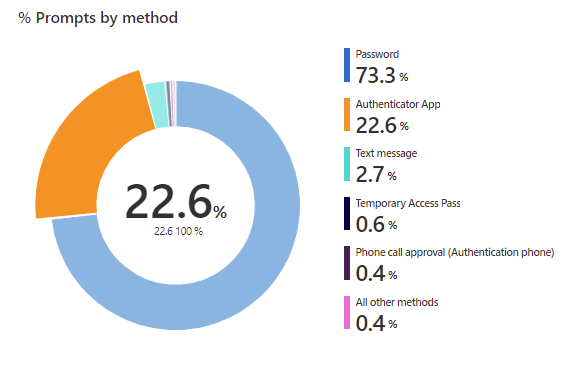 % Prompts by method
22.6%
22.6 100 %
Password
73.3 %
Authenticator App
22.6 %
Text message
2.7 %
Temporary Access Pass
0.6 %
Phone call approval (Authentication phone)
0.4 %
All other methods
0.4 %